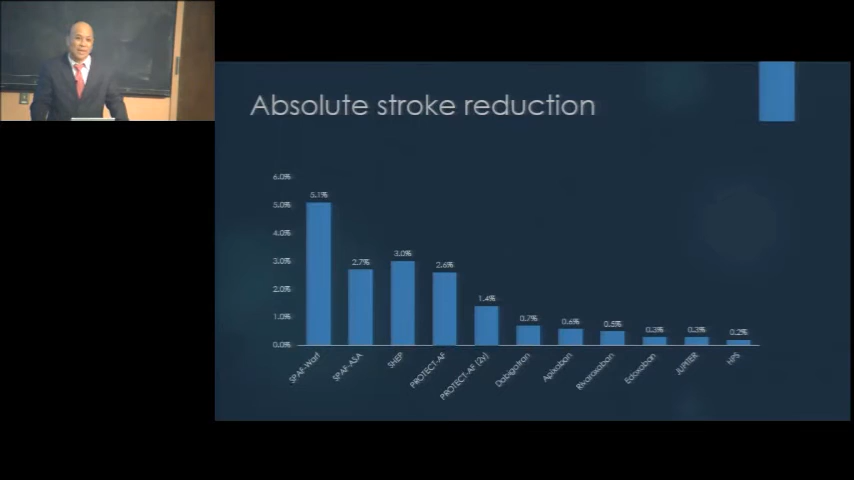 Absolute stroke reduction
6.0%
5.0%
4.0%
3.0%
2.0%
1.0%
0.0%
5.1%
2.7%
3.0%
2.6%
1.4%
0.7%
0.6%
0.5%
0.3%
0.3%
0.2%
SPAF-Warf
SPAF-ASA
SHEP
PROTECT-AF
PROTECT-AF (2y)
Dabigatran
Apixaban
Rivaroxaban
Edoxaban
JUPITER
HPS